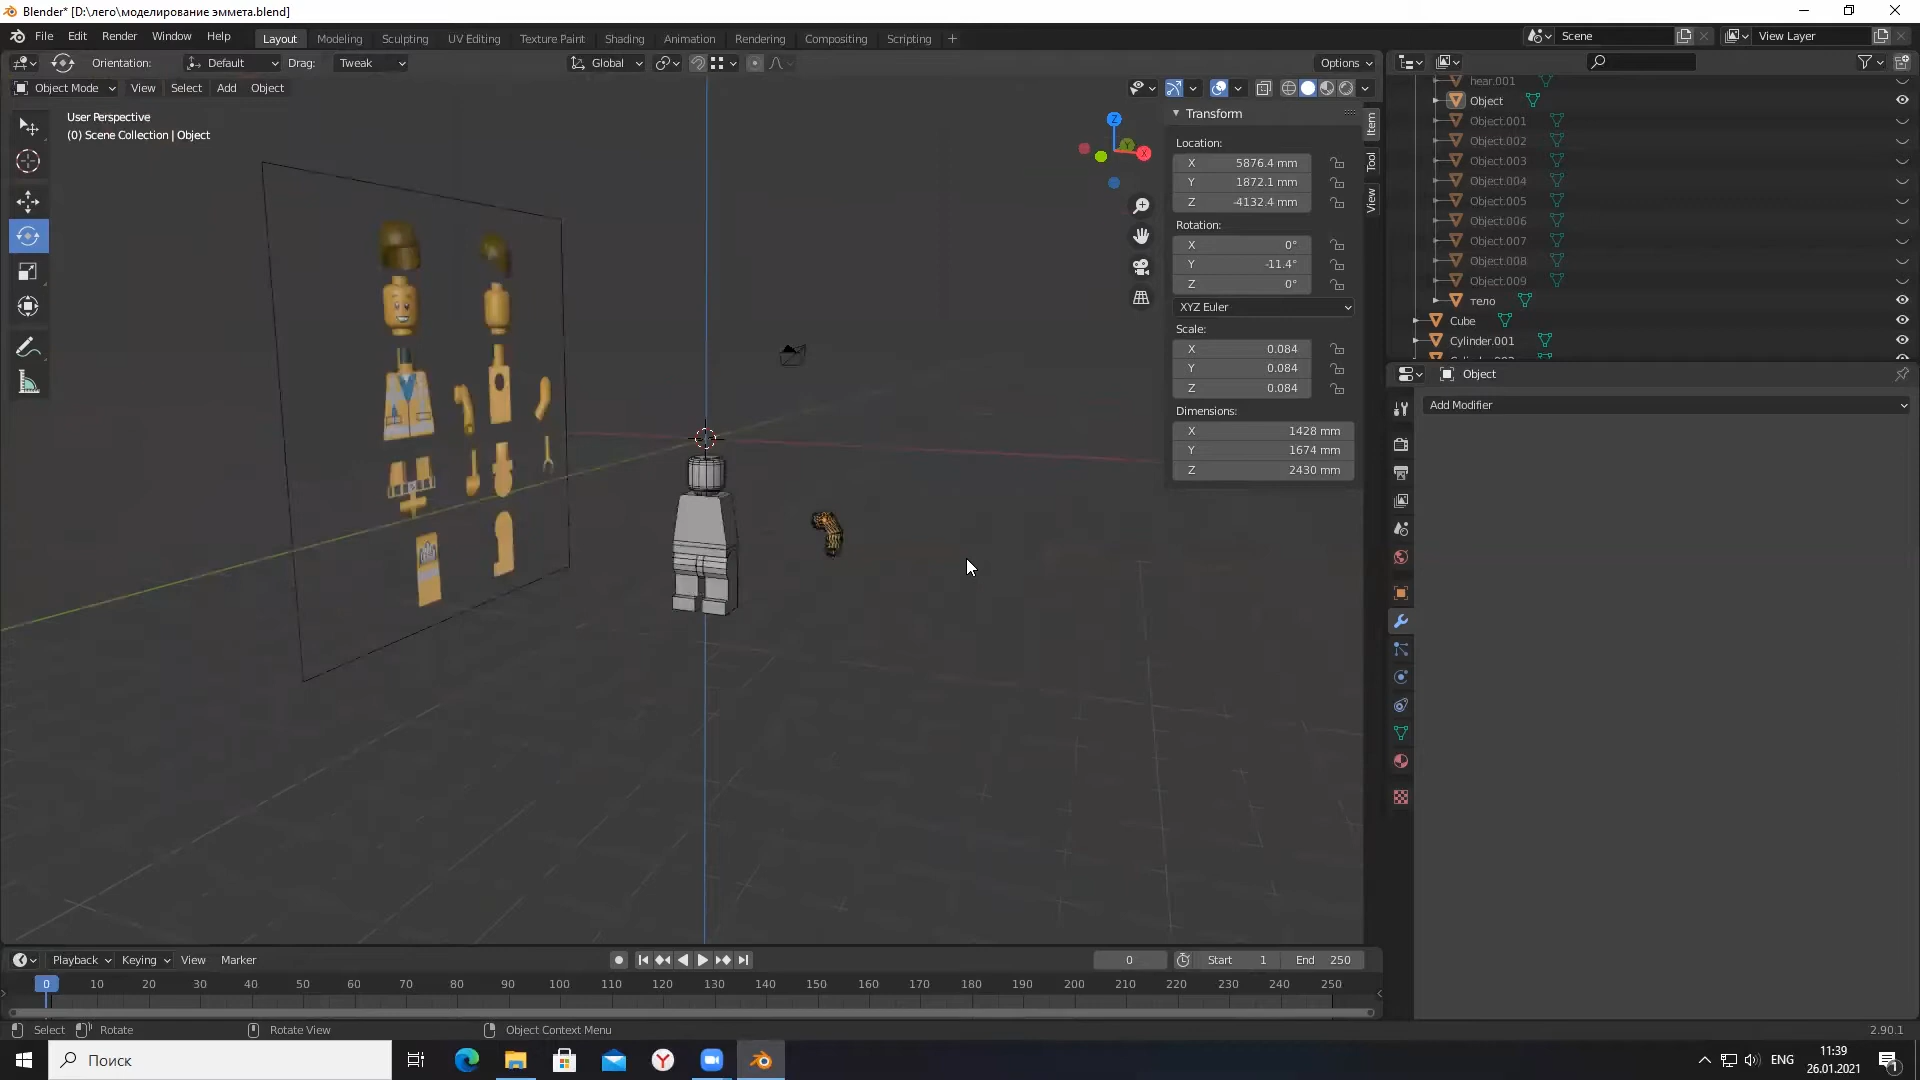 Blender* [D:\лего\моделирование эммета.blend]
File Edit Render Window Help
Layout Modeling Sculpting UV Editing Texture Paint Shading Animation Rendering Compositing Scripting +
Scene
View Layer
Orientation: Default Drag: Tweak
Global
Options
Object Mode View Select Add Object
User Perspective
(0) Scene Collection | Object
Z
Y
X
Item
Tool
View
Transform
Location:
X 5876.4 mm
Y 1872.1 mm
Z -4132.4 mm
Rotation:
X 0°
Y -11.4°
Z 0°
XYZ Euler
Scale:
X 0.084
Y 0.084
Z 0.084
Dimensions:
X 1428 mm
Y 1674 mm
Z 2430 mm
hear.001
Object
Object.001
Object.002
Object.003
Object.004
Object.005
Object.006
Object.007
Object.008
Object.009
тело
Cube
Cylinder.001
Object
Add Modifier
Playback Keying View Marker
0
Start 1
End 250
0 10 20 30 40 50 60 70 80 90 100 110 120 130 140 150 160 170 180 190 200 210 220 230 240 250
Select Rotate Rotate View Object Context Menu
2.90.1
Поиск
ENG
11:39
26.01.2021
1